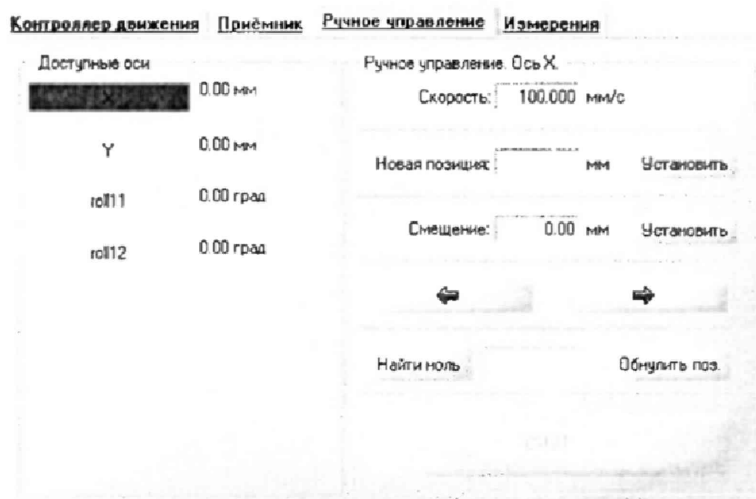 Контроллер движения Приёмник Ручное управление Измерения
Доступные оси
X 0.00 мм
Y 0.00 мм
roll11 0.00 град
roll12 0.00 град
Ручное управление. Ось X.
Скорость: 100.000 мм/с
Новая позиция: мм Установить
Смещение: 0.00 мм Установить
Найти ноль Обнулить поз.